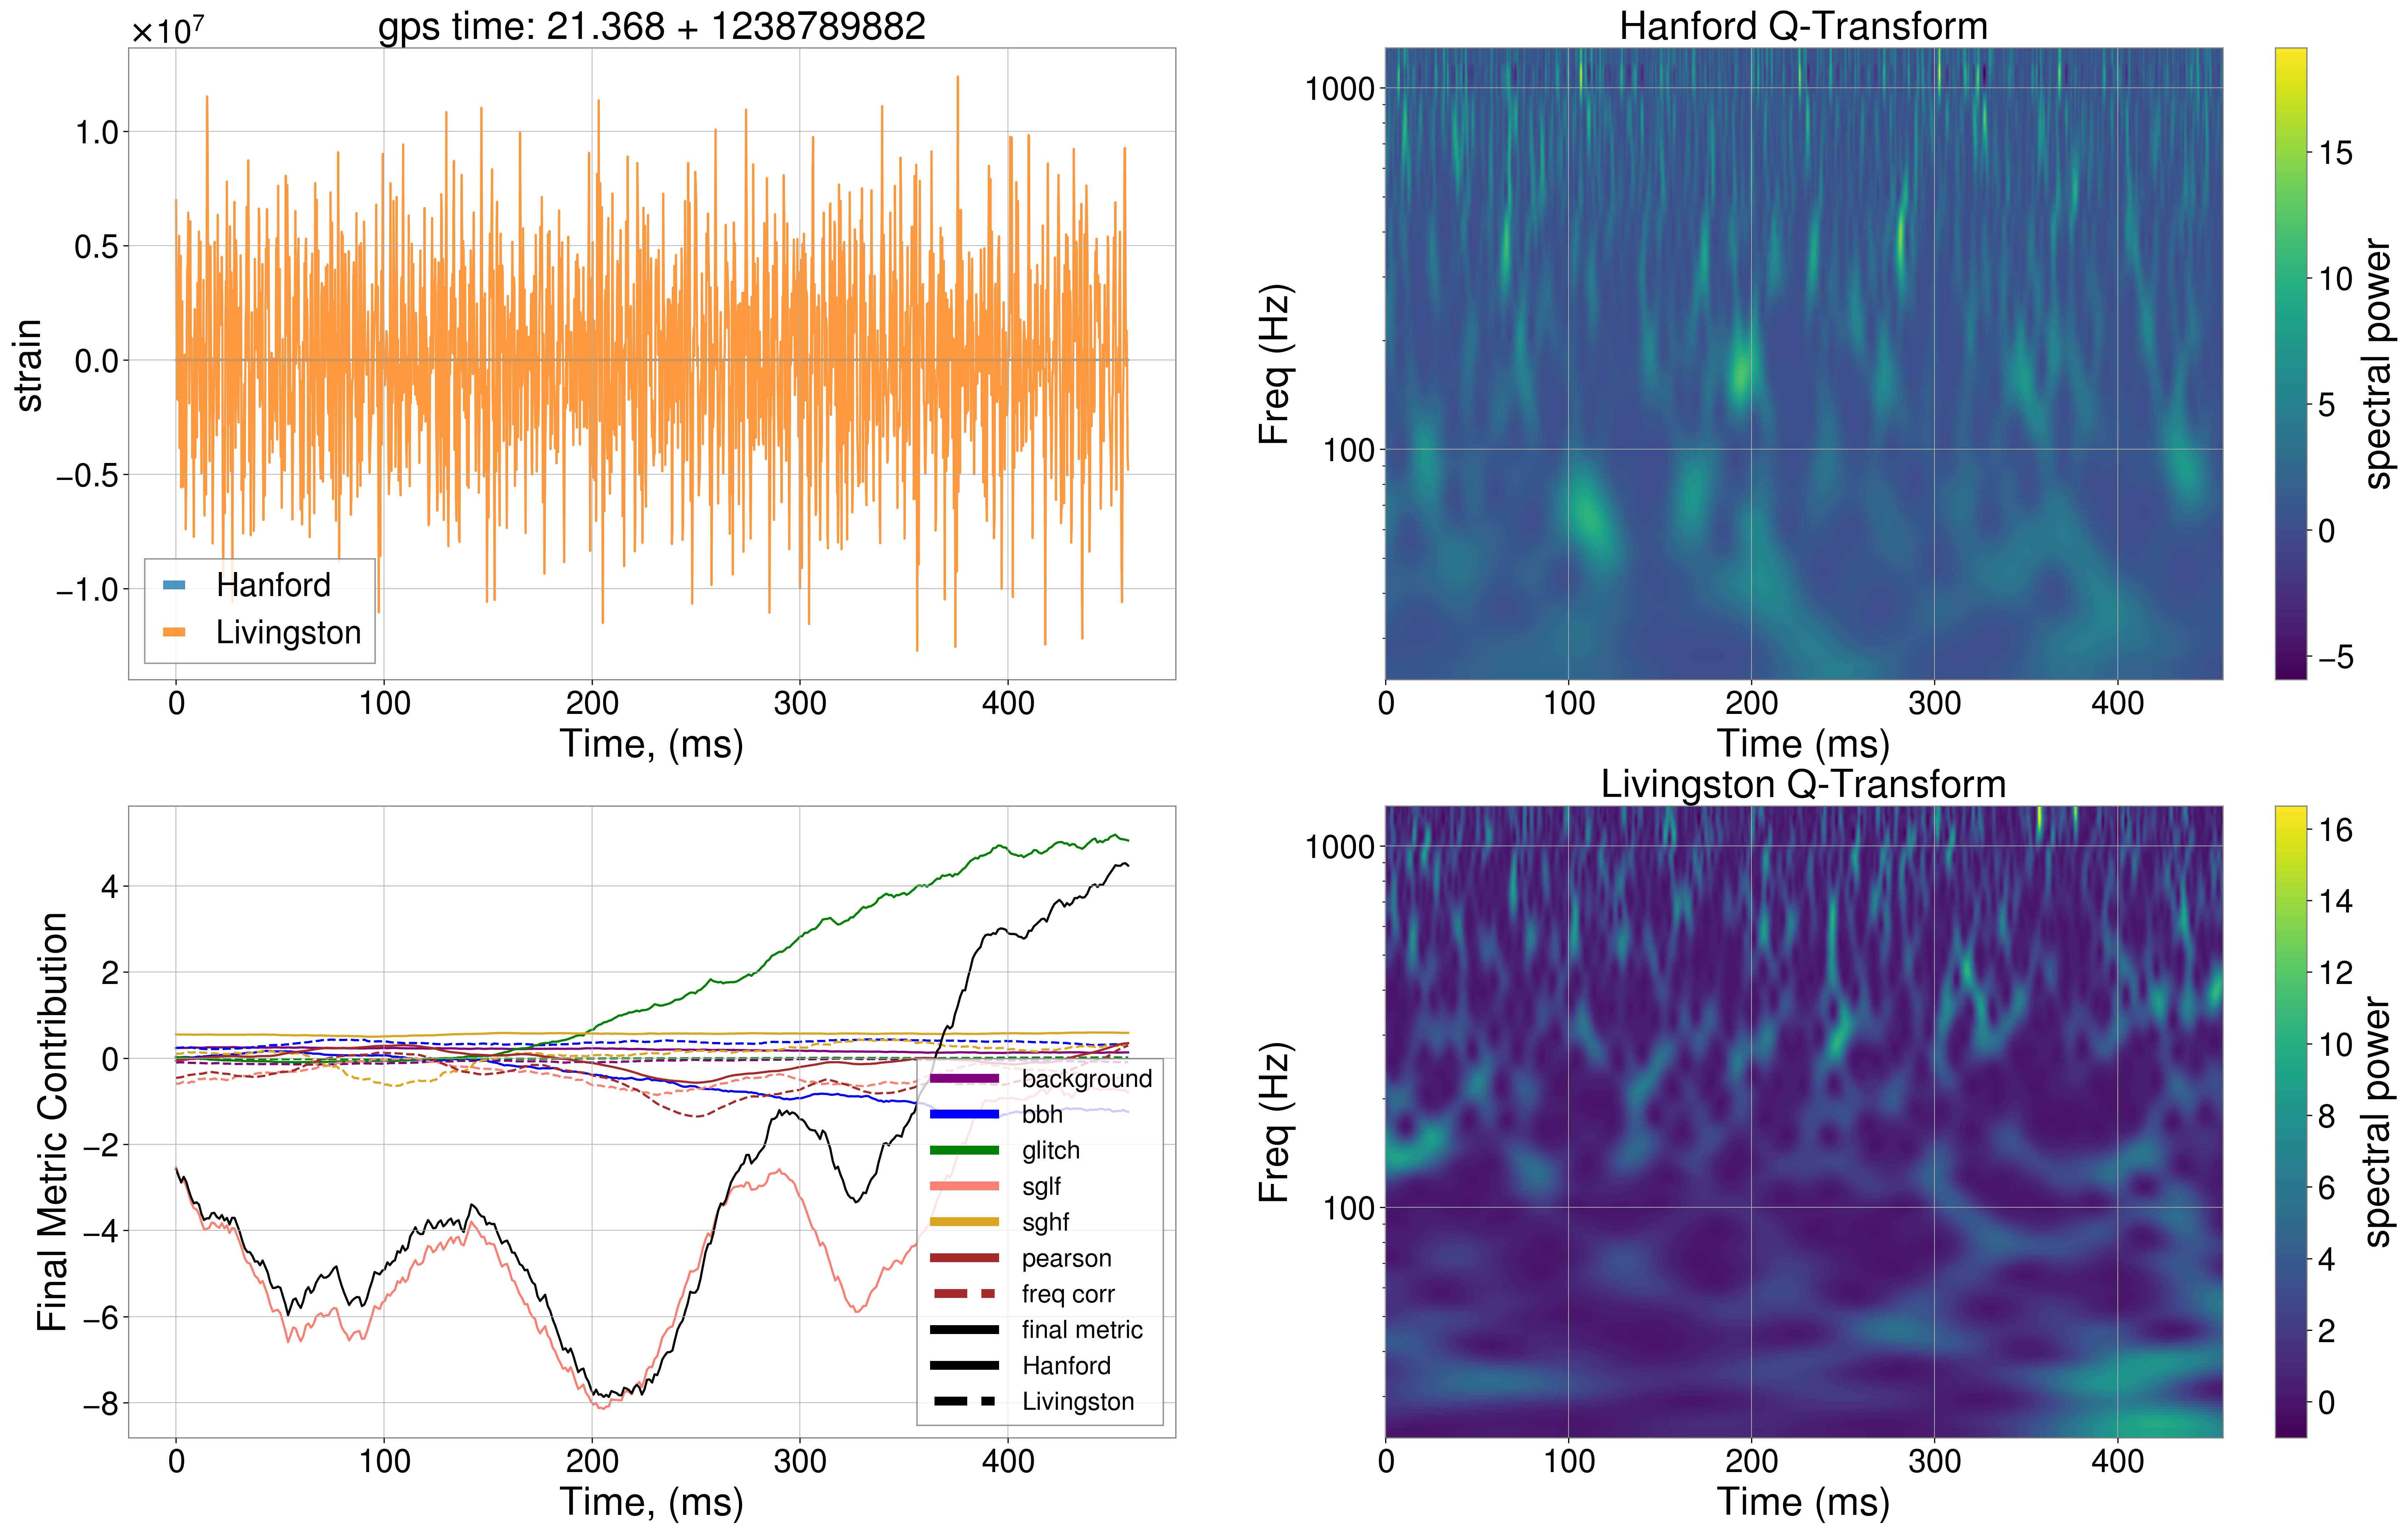 ×10⁷
gps time: 21.368 + 1238789882
strain
1.0
0.5
0.0
−0.5
−1.0
Hanford
Livingston
0 100 200 300 400
Time, (ms)
Hanford Q-Transform
Freq (Hz)
1000
100
0 100 200 300 400
Time (ms)
15
10
5
0
−5
spectral power
Final Metric Contribution
4
2
0
−2
−4
−6
−8
background
bbh
glitch
sglf
sghf
pearson
freq corr
final metric
Hanford
Livingston
0 100 200 300 400
Time, (ms)
Livingston Q-Transform
Freq (Hz)
1000
100
0 100 200 300 400
Time (ms)
16
14
12
10
8
6
4
2
0
spectral power